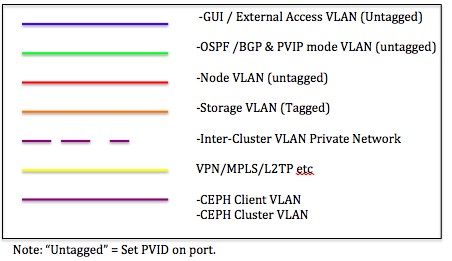 -GUI / External Access VLAN (Untagged)
-OSPF /BGP & PVIP mode VLAN (untagged)
-Node VLAN (untagged)
-Storage VLAN (Tagged)
-Inter-Cluster VLAN Private Network
VPN/MPLS/L2TP etc
-CEPH Client VLAN
-CEPH Cluster VLAN
Note: “Untagged” = Set PVID on port.